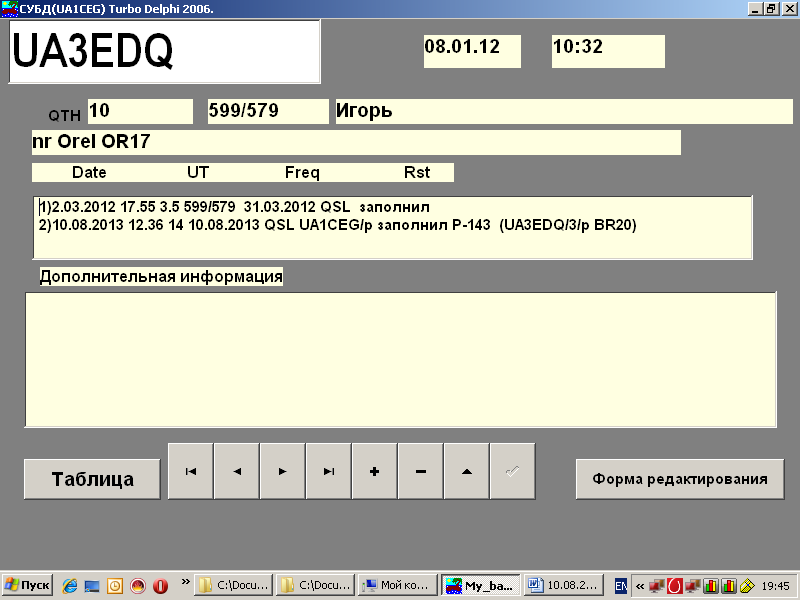 СУБД(UA1CEG) Turbo Delphi 2006.
UA3EDQ
08.01.12 10:32
QTH 10 599/579 Игорь
nr Orel OR17
Date UT Freq Rst
1)2.03.2012 17.55 3.5 599/579 31.03.2012 QSL заполнил
2)10.08.2013 12.36 14 10.08.2013 QSL UA1CEG/p заполнил P-143 (UA3EDQ/3/p BR20)
Дополнительная информация
Таблица
Форма редактирования
Пуск » C:\Docu... C:\Docu... Мой ко... My_ba... 10.08.2... EN « 19:45